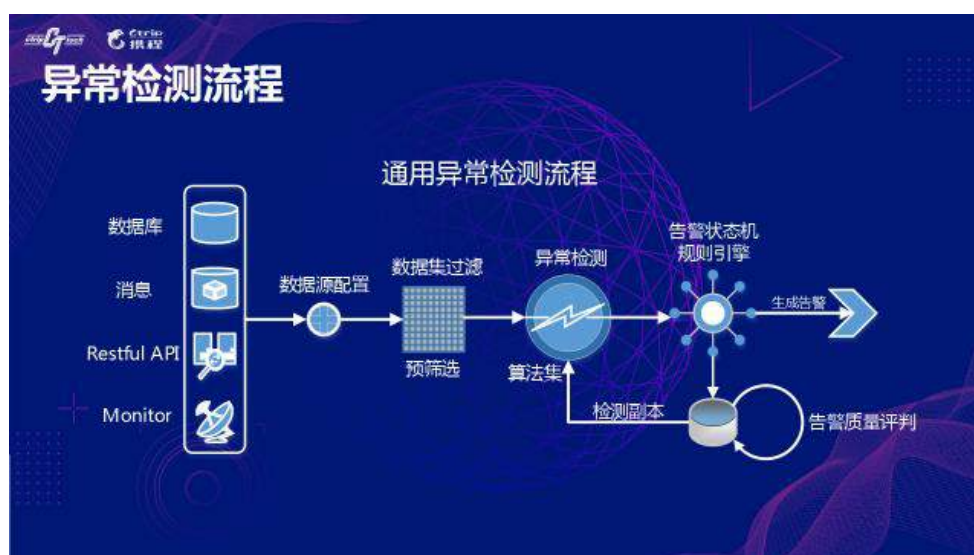 Ctrip
携程
异常检测流程
通用异常检测流程
数据库
消息
Restful API
Monitor
数据源配置
数据集过滤
预筛选
异常检测
算法集
告警状态机
规则引擎
生成告警
检测副本
告警质量评判